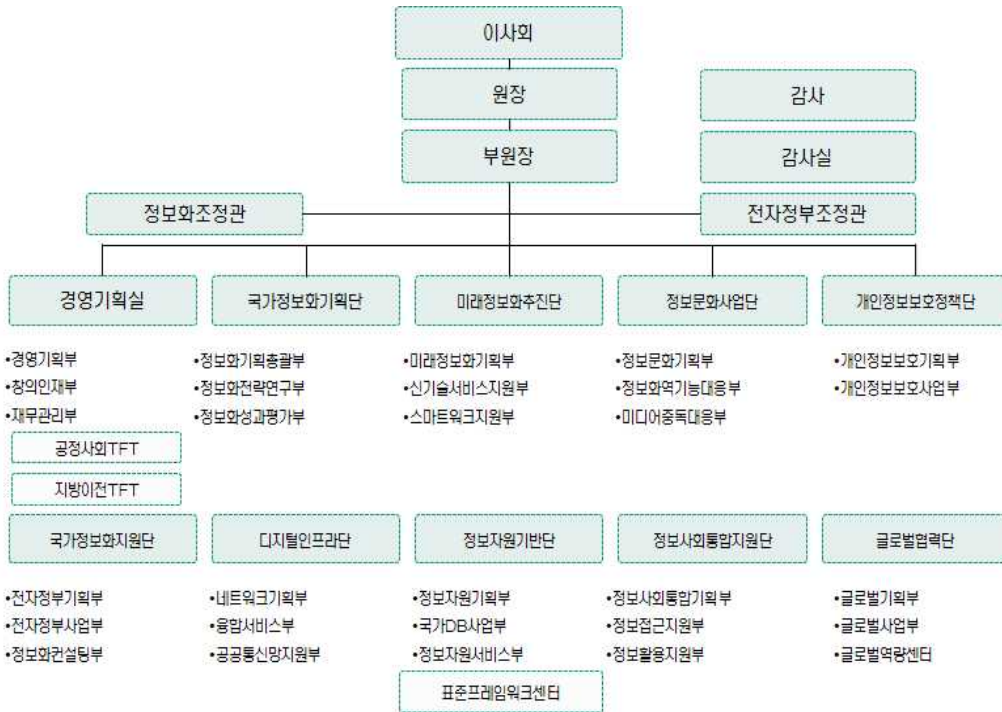 이사회
원장
감사
부원장
감사실
정보화조정관
전자정부조정관
경영기획실
국가정보화기획단
미래정보화추진단
정보문화사업단
개인정보보호정책단
•경영기획부
•창의인재부
•재무관리부
공정사회TFT
지방이전TFT
•정보화기획총괄부
•정보화전략연구부
•정보화성과평가부
•미래정보화기획부
•신기술서비스지원부
•스마트워크지원부
•정보문화기획부
•정보화역기능대응부
•미디어중독대응부
•개인정보보호기획부
•개인정보보호사업부
국가정보화지원단
디지털인프라단
정보자원기반단
정보사회통합지원단
글로벌협력단
•전자정부기획부
•전자정부사업부
•정보화컨설팅부
•네트워크기획부
•융합서비스부
•공공통신망지원부
•정보자원기획부
•국가DB사업부
•정보자원서비스부
표준프레임워크센터
•정보사회통합기획부
•정보접근지원부
•정보활용지원부
•글로벌기획부
•글로벌사업부
•글로벌역량센터